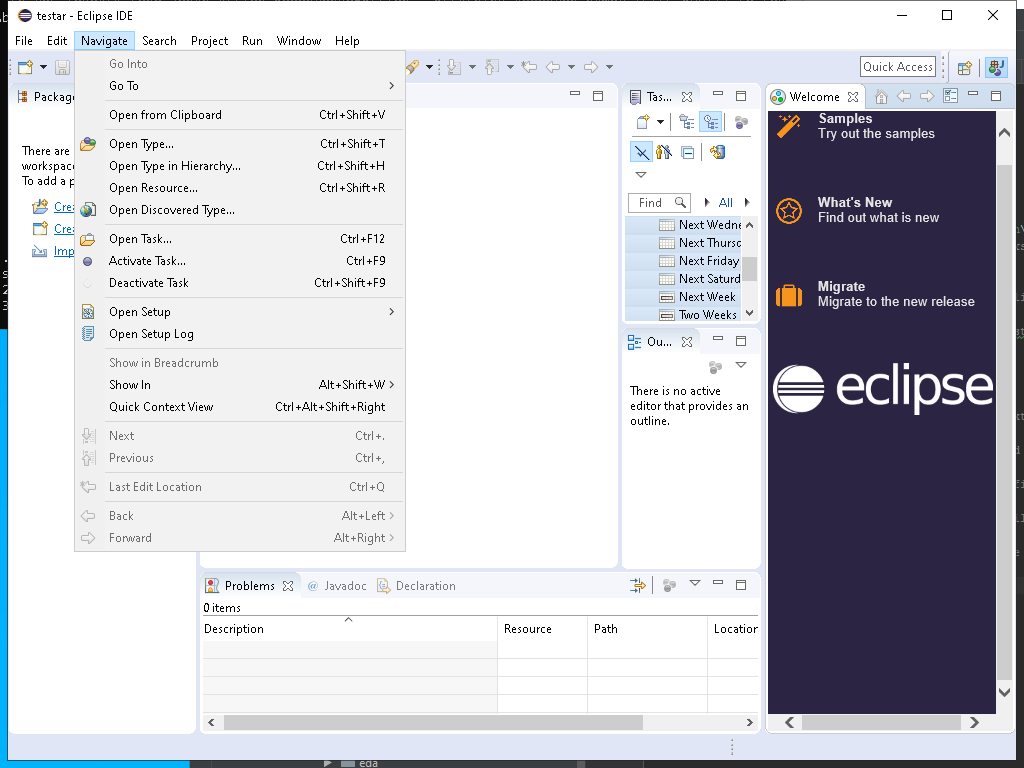 testar - Eclipse IDE
File Edit Navigate Search Project Run Window Help
Quick Access
Go Into
Go To
Open from Clipboard Ctrl+Shift+V
Open Type... Ctrl+Shift+T
Open Type in Hierarchy... Ctrl+Shift+H
Open Resource... Ctrl+Shift+R
Open Discovered Type...
Open Task... Ctrl+F12
Activate Task... Ctrl+F9
Deactivate Task Ctrl+Shift+F9
Open Setup
Open Setup Log
Show in Breadcrumb
Show In Alt+Shift+W
Quick Context View Ctrl+Alt+Shift+Right
Next Ctrl+.
Previous Ctrl+,
Last Edit Location Ctrl+Q
Back Alt+Left
Forward Alt+Right
Packag
There are
workspac
To add a p
Crea
Crea
Imp
Tas...
Find
All
Next Wedne
Next Thursd
Next Friday
Next Saturd
Next Week
Two Weeks
Ou...
There is no active
editor that provides an
outline.
Welcome
Samples
Try out the samples
What's New
Find out what is new
Migrate
Migrate to the new release
eclipse
Problems @ Javadoc Declaration
0 items
Description Resource Path Location
eda